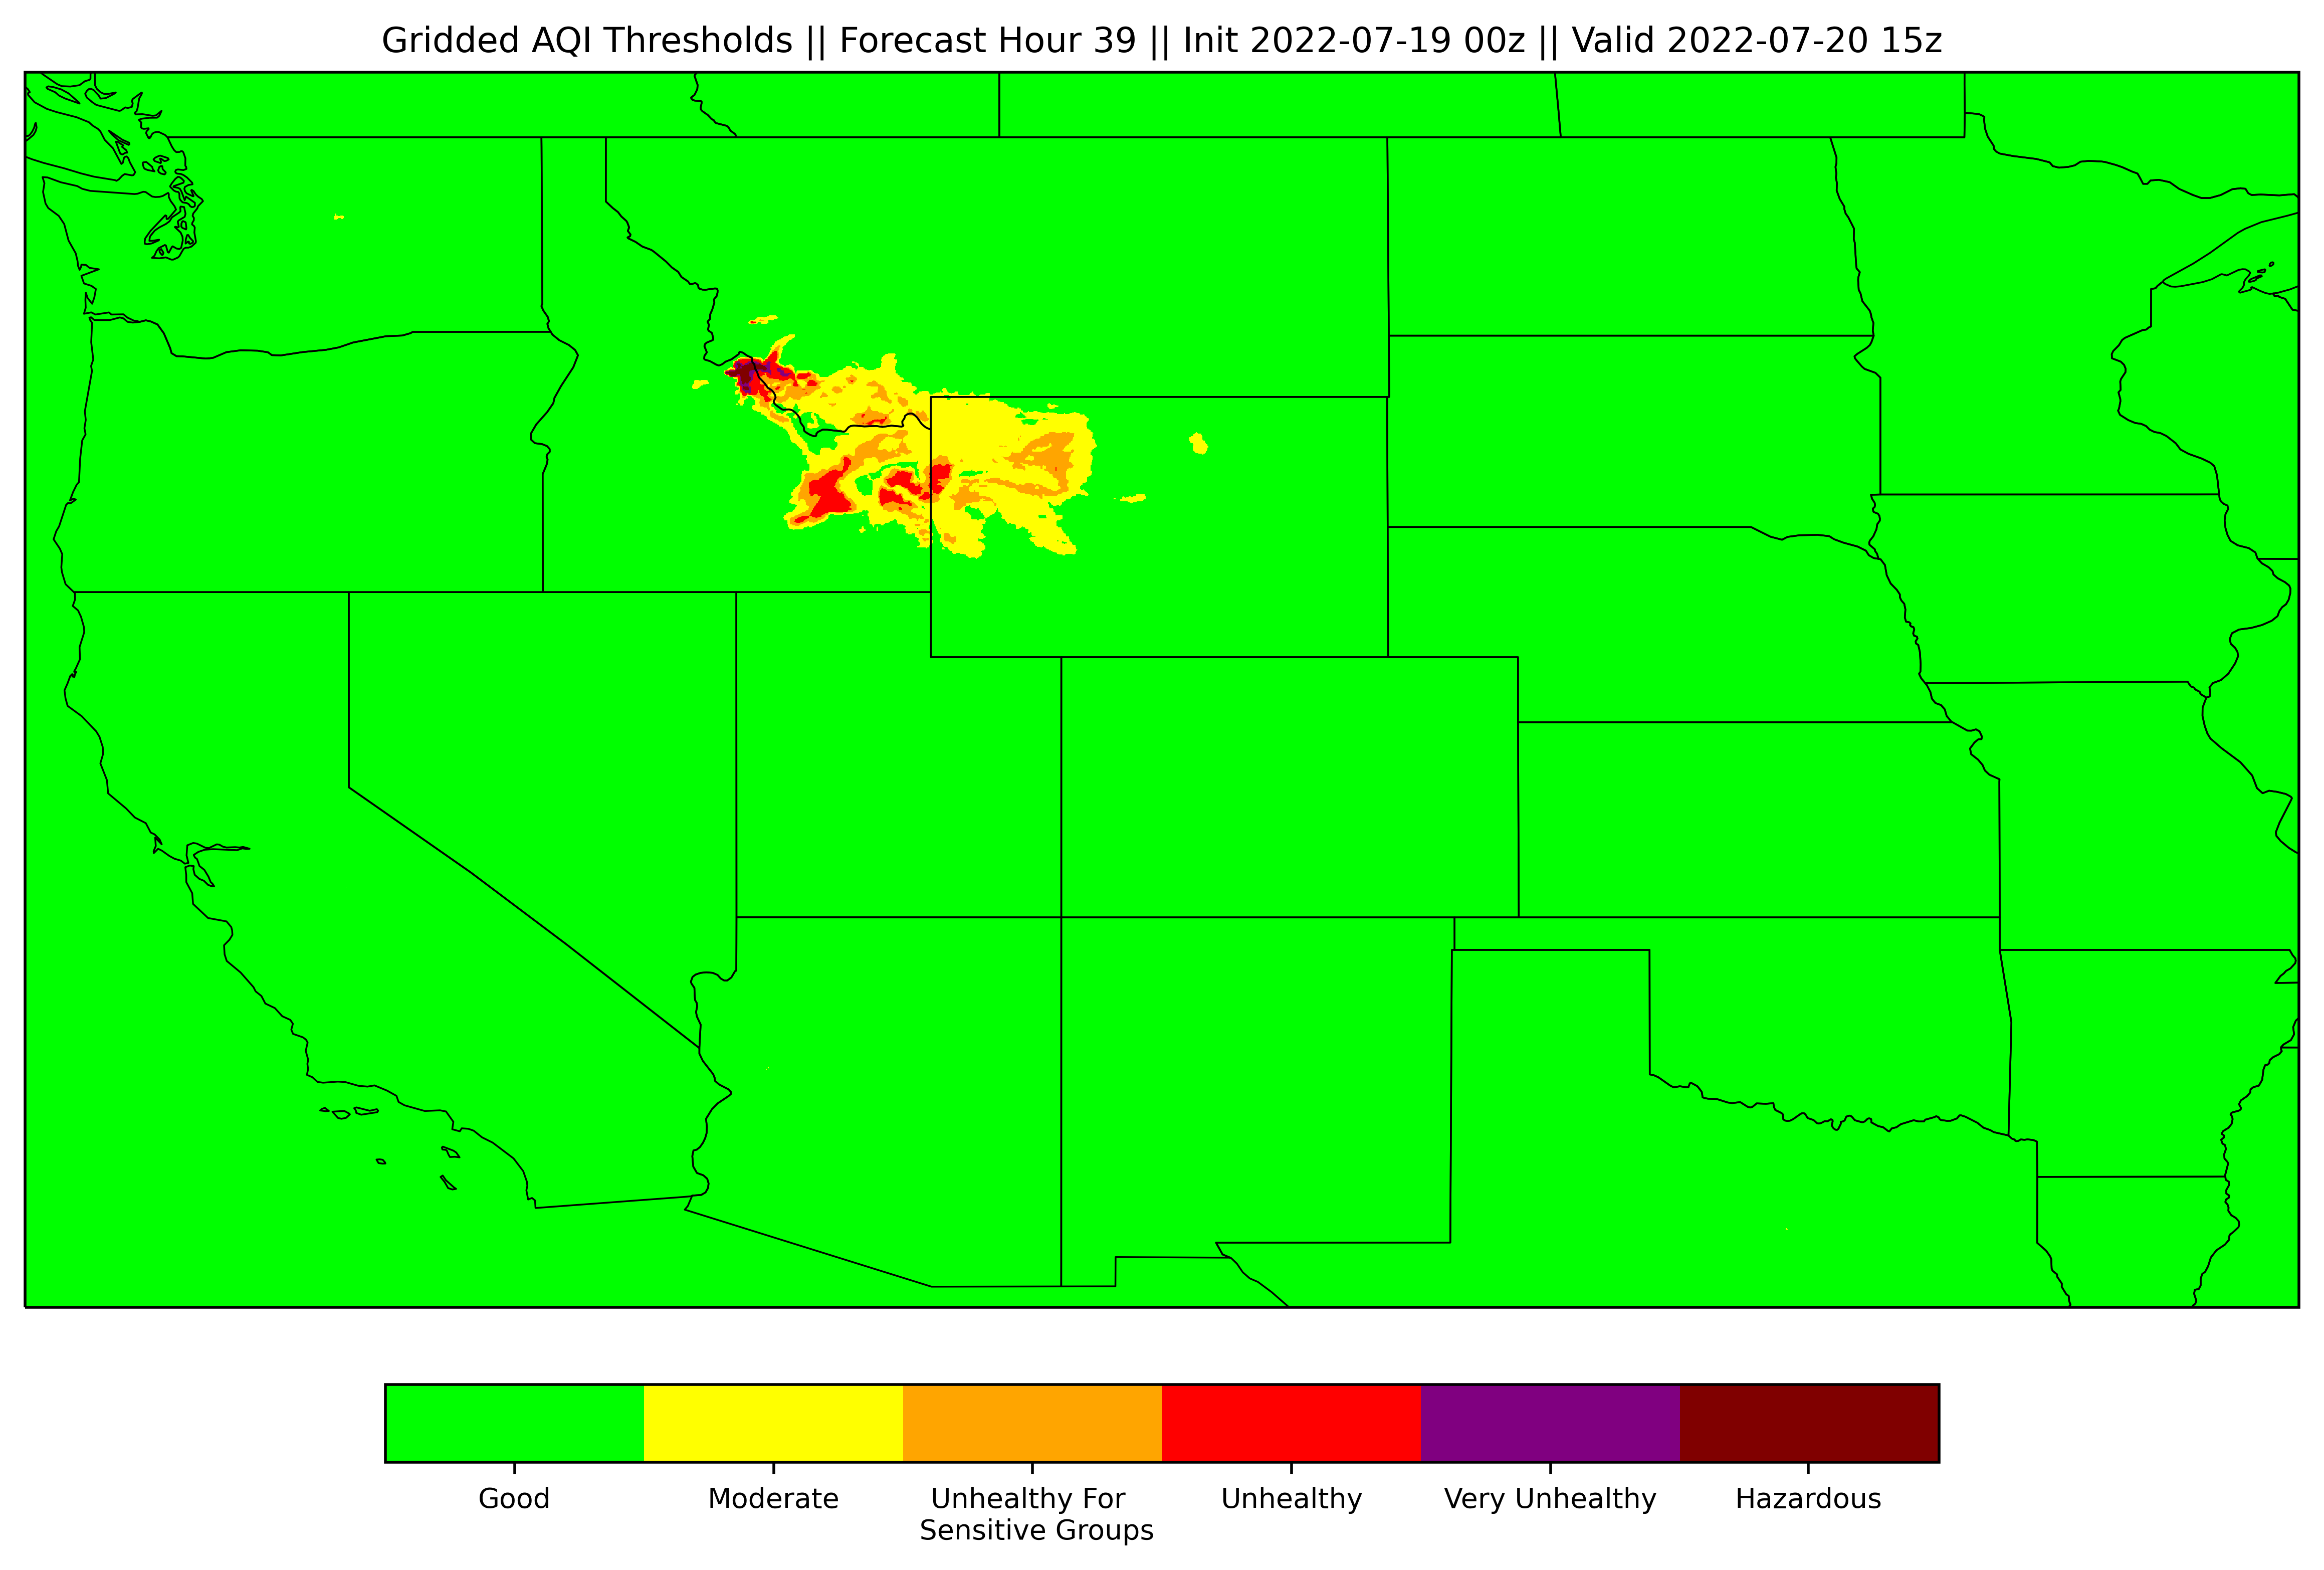 Gridded AQI Thresholds || Forecast Hour 39 || Init 2022-07-19 00z || Valid 2022-07-20 15z
Good
Moderate
Unhealthy For
Sensitive Groups
Unhealthy
Very Unhealthy
Hazardous